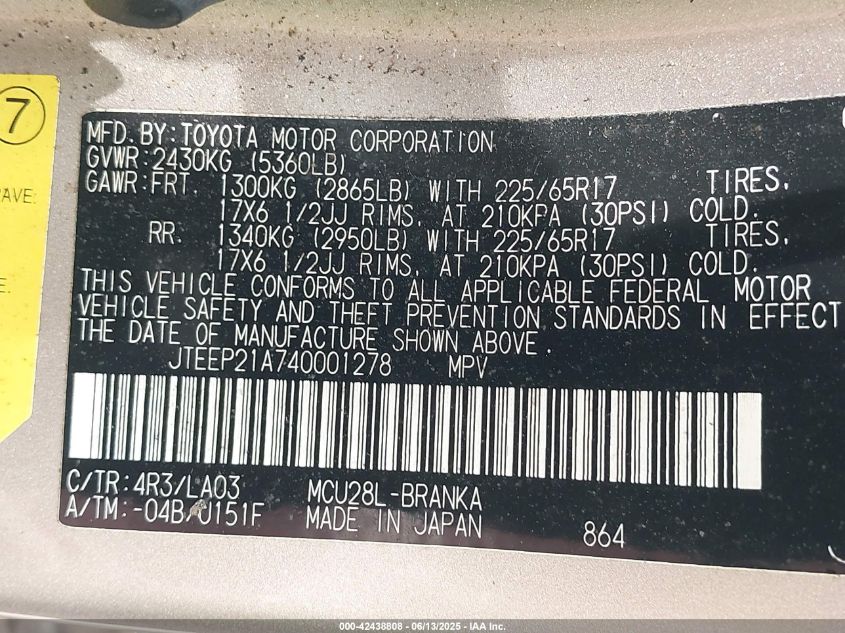 7
MFD. BY: TOYOTA MOTOR CORPORATION
GVWR: 2430KG (5360LB)
GAWR: FRT. 1300KG (2865LB) WITH 225/65R17 TIRES,
17X6 1/2JJ RIMS, AT 210KPA (30PSI) COLD.
RR. 1340KG (2950LB) WITH 225/65R17 TIRES,
17X6 1/2JJ RIMS, AT 210KPA (30PSI) COLD.
THIS VEHICLE CONFORMS TO ALL APPLICABLE FEDERAL MOTOR
VEHICLE SAFETY AND THEFT PREVENTION STANDARDS IN EFFECT
THE DATE OF MANUFACTURE SHOWN ABOVE.
JTEEP21A740001278 MPV
C/TR: 4R3/LA03 MCU28L-BRANKA
A/TM: -04B/U151F MADE IN JAPAN 864
000-42438808 - 06/13/2025 - IAA Inc.